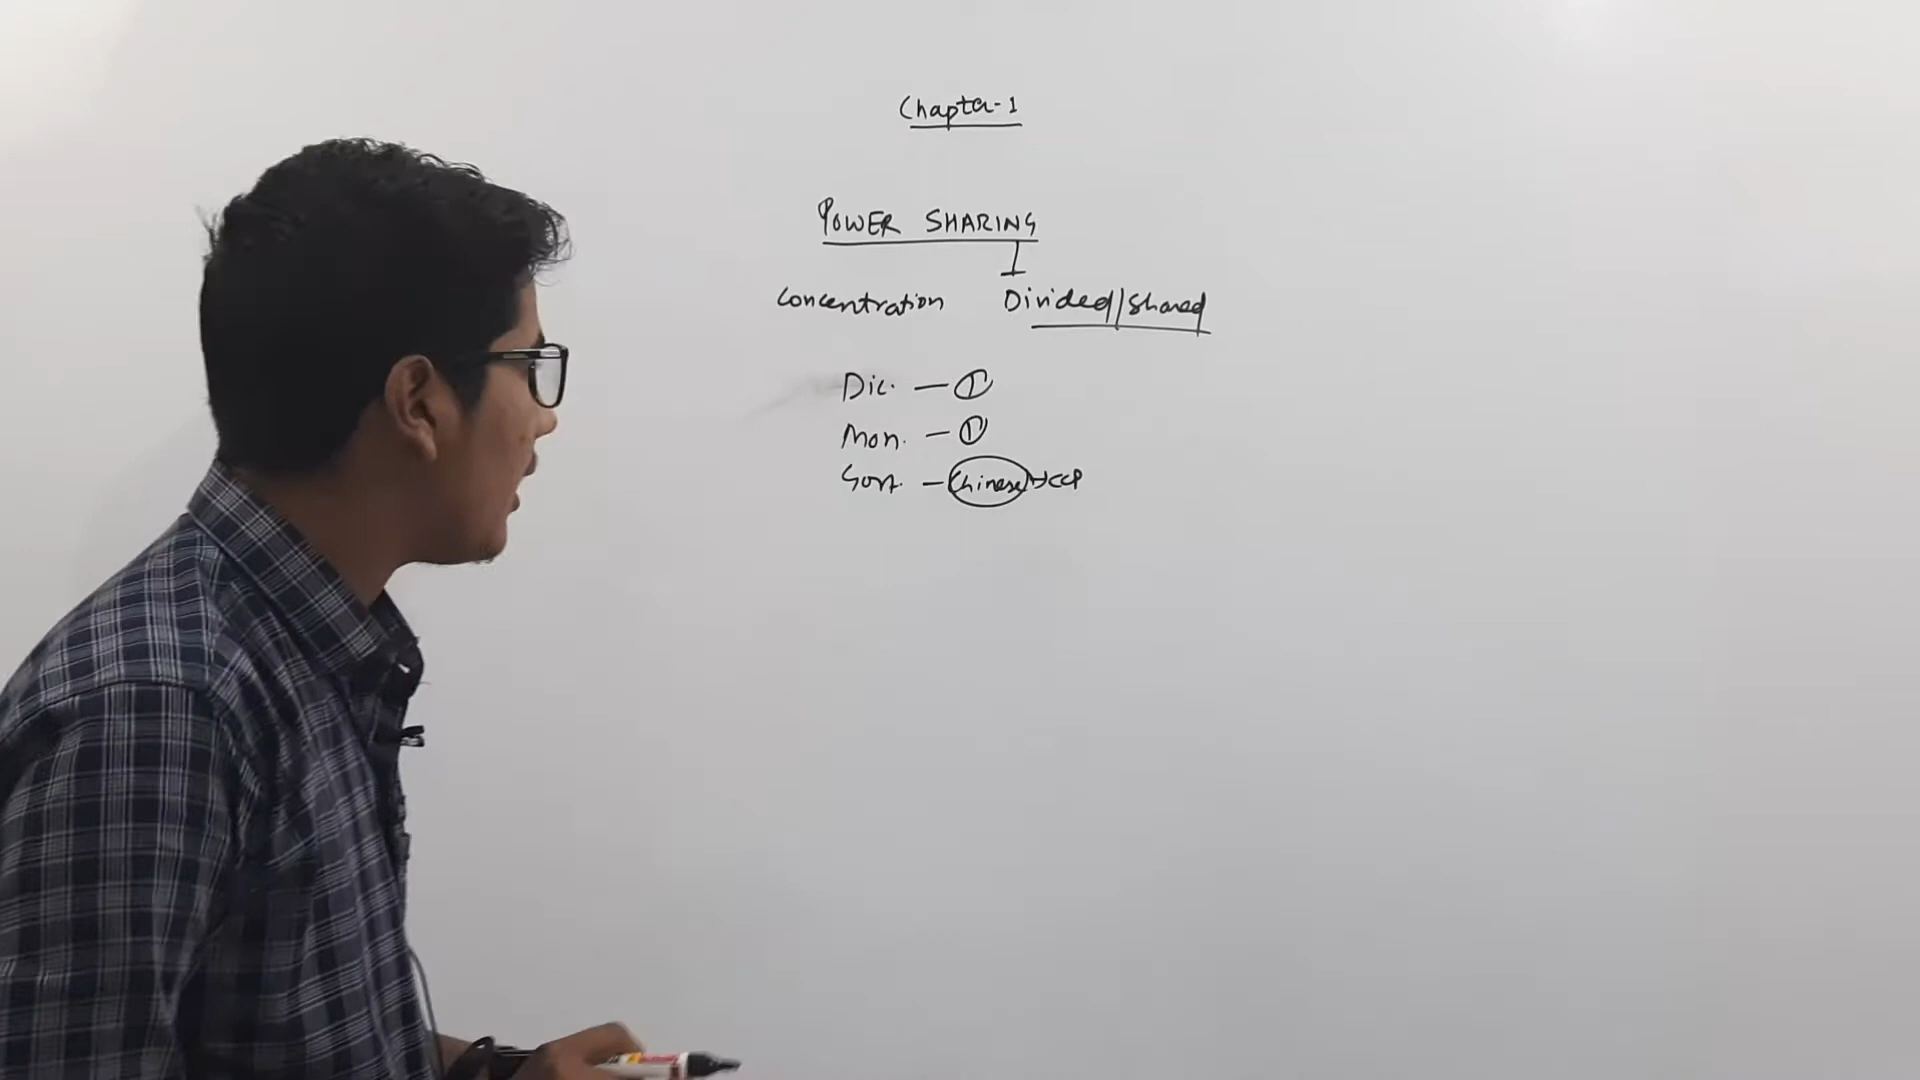 Chapter-1
POWER SHARING
Concentration Divided/Shared
Dic. - ①
Mon. - ①
Govt. - Chinese → CCP